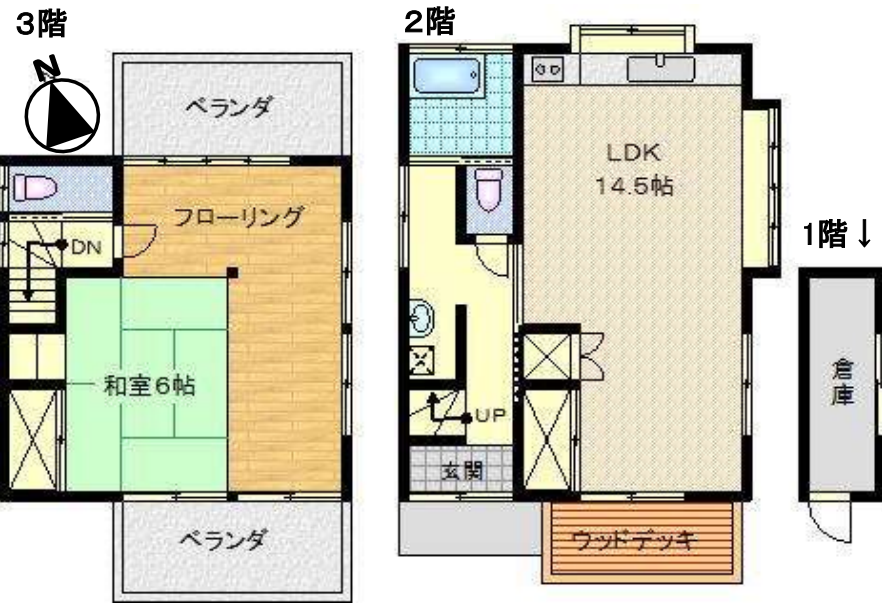 3階
N
ベランダ
フローリング
DN
和室6帖
ベランダ
2階
LDK
14.5帖
UP
玄関
ウッドデッキ
1階↓
倉庫